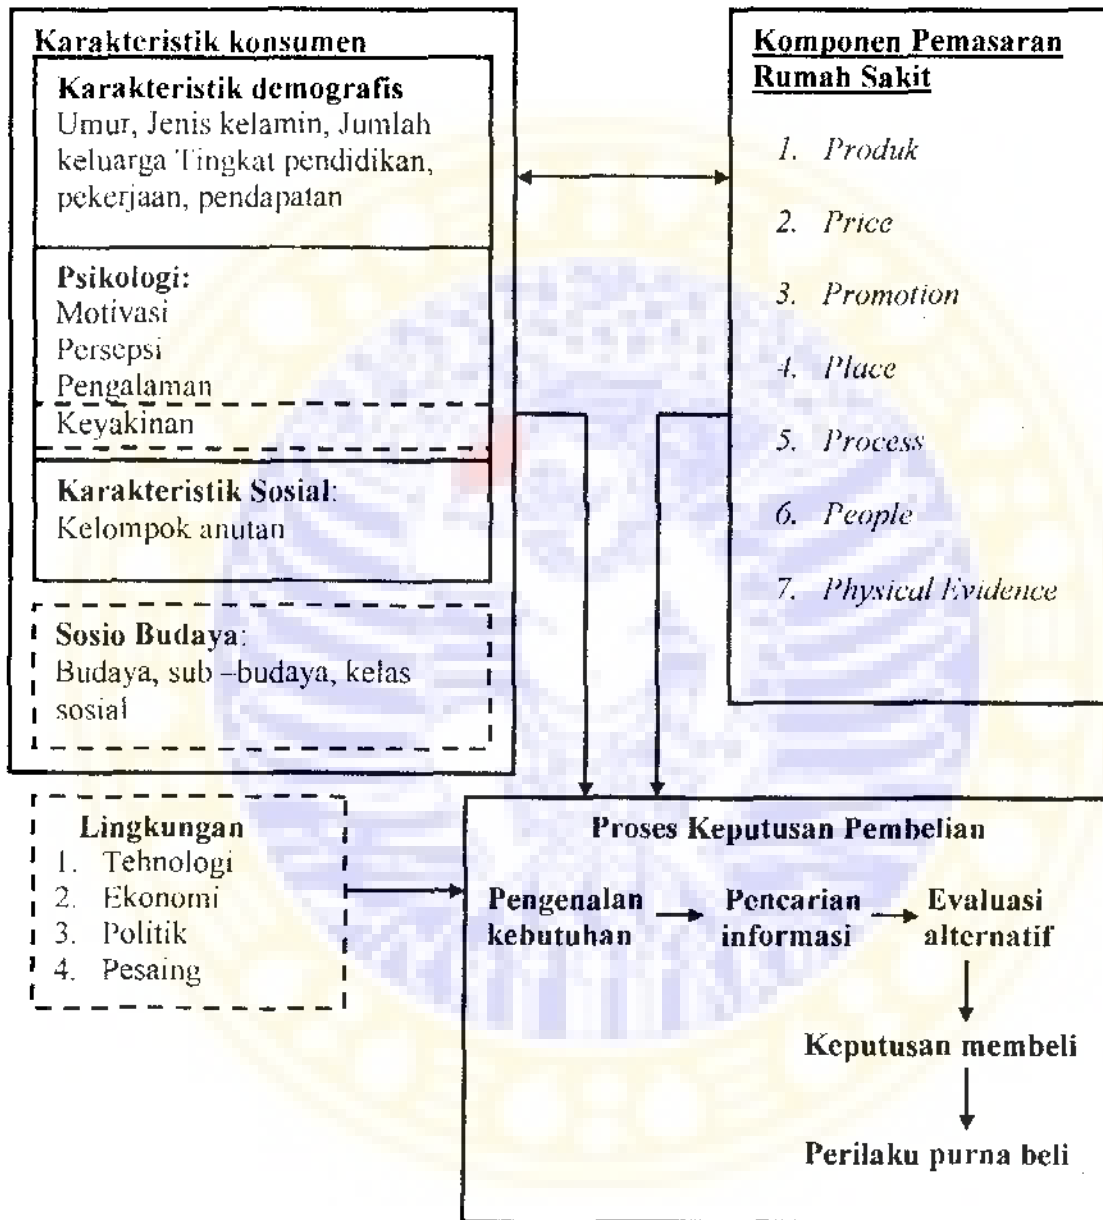 Karakteristik konsumen
Karakteristik demografis
Umur, Jenis kelamin, Jumlah
keluarga Tingkat pendidikan,
pekerjaan, pendapatan
Psikologi:
Motivasi
Persepsi
Pengalaman
Keyakinan
Karakteristik Sosial:
Kelompok anutan
Sosio Budaya:
Budaya, sub –budaya, kelas
sosial
Komponen Pemasaran
Rumah Sakit
1. Produk
2. Price
3. Promotion
4. Place
5. Process
6. People
7. Physical Evidence
Lingkungan
1. Tehnologi
2. Ekonomi
3. Politik
4. Pesaing
Proses Keputusan Pembelian
Pengenalan
kebutuhan
Pencarian
informasi
Evaluasi
alternatif
Keputusan membeli
Perilaku purna beli